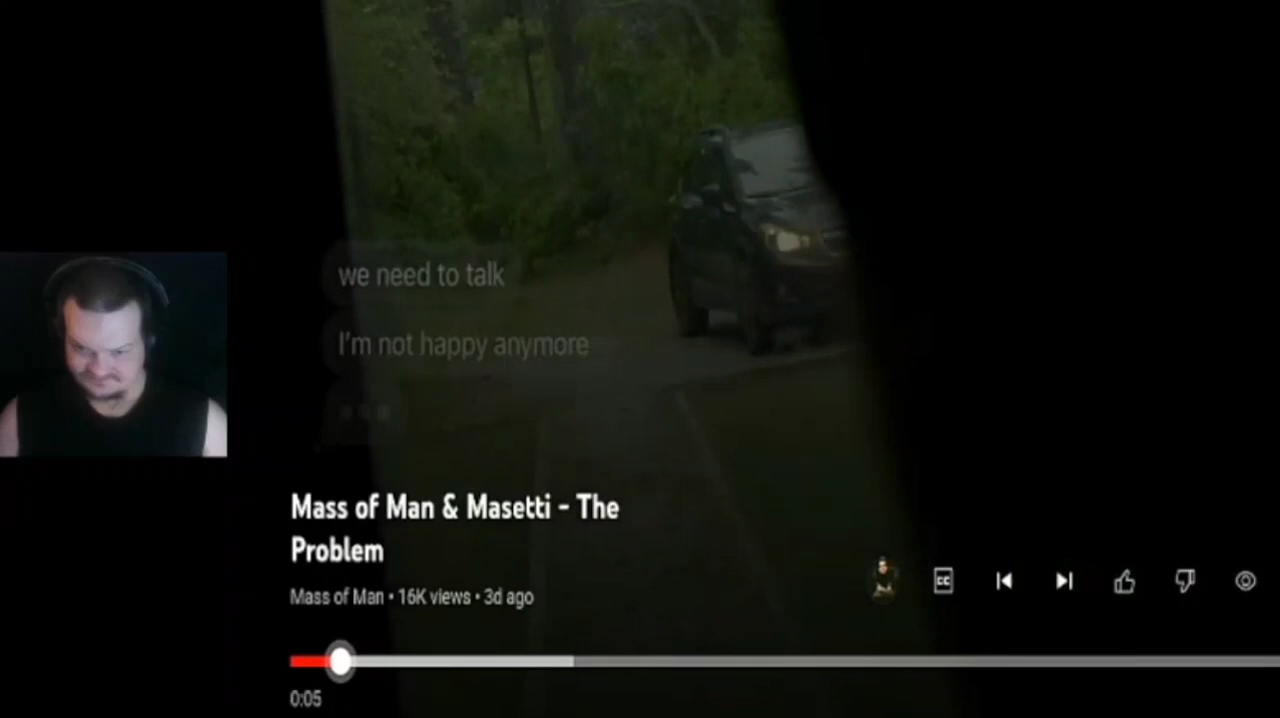 we need to talk
I'm not happy anymore
Mass of Man & Masetti - The
Problem
Mass of Man • 16K views • 3d ago
CC
0:05